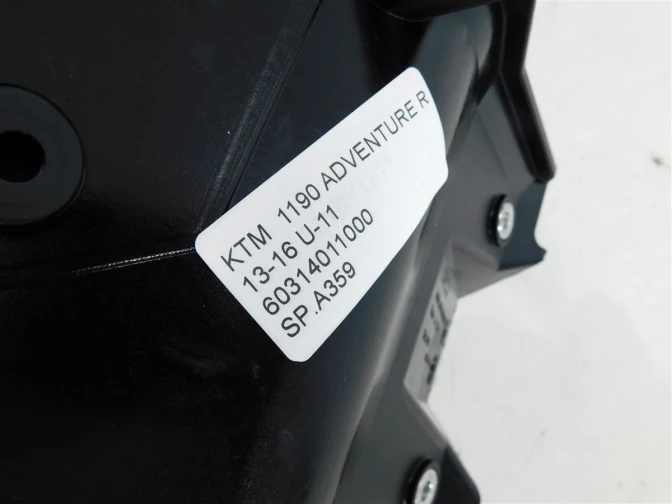 KTM 1190 ADVENTURE R
13-16 U-11
60314011000
SP.A359